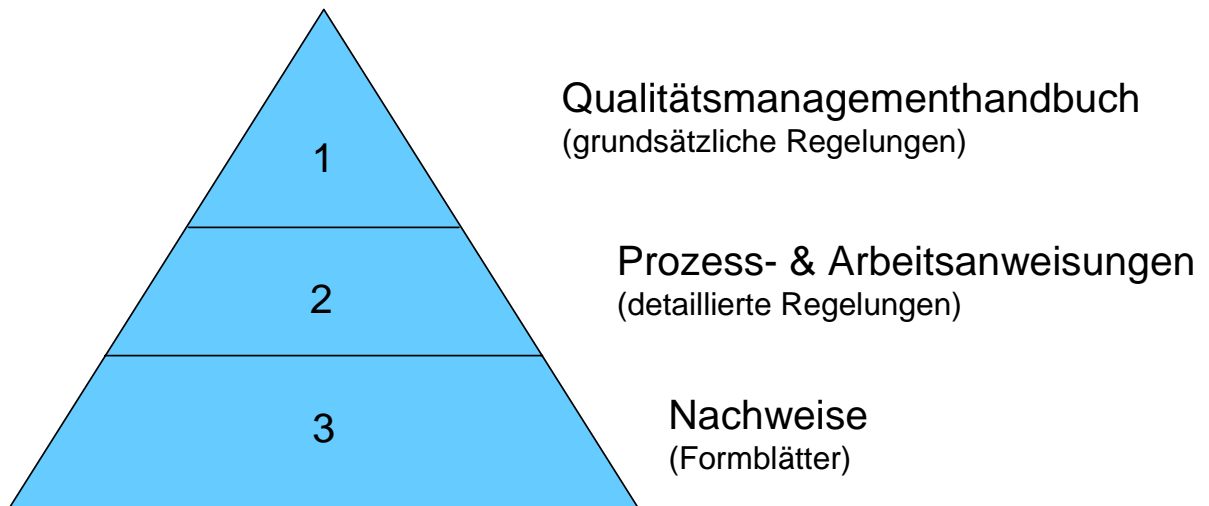 1
Qualitätsmanagementhandbuch
(grundsätzliche Regelungen)
2
Prozess- & Arbeitsanweisungen
(detaillierte Regelungen)
3
Nachweise
(Formblätter)